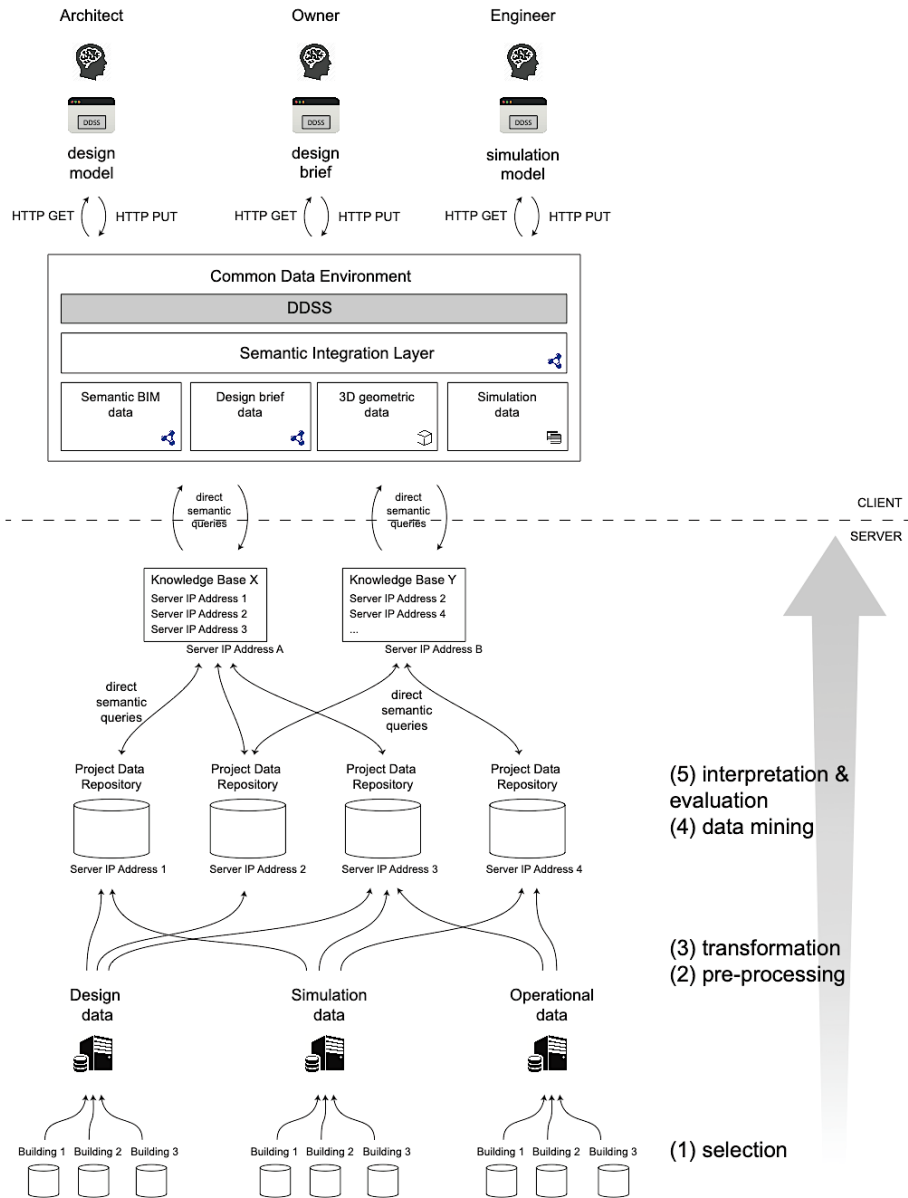 Architect
Owner
Engineer
DDSS
DDSS
DDSS
design
model
design
brief
simulation
model
HTTP GET
HTTP PUT
HTTP GET
HTTP PUT
HTTP GET
HTTP PUT
Common Data Environment
DDSS
Semantic Integration Layer
Semantic BIM
data
Design brief
data
3D geometric
data
Simulation
data
direct
semantic
queries
direct
semantic
queries
CLIENT
SERVER
Knowledge Base X
Server IP Address 1
Server IP Address 2
Server IP Address 3
Server IP Address A
Knowledge Base Y
Server IP Address 2
Server IP Address 4
...
Server IP Address B
direct
semantic
queries
direct
semantic
queries
Project Data
Repository
Project Data
Repository
Project Data
Repository
Project Data
Repository
Server IP Address 1
Server IP Address 2
Server IP Address 3
Server IP Address 4
(5) interpretation &
evaluation
(4) data mining
(3) transformation
(2) pre-processing
Design
data
Simulation
data
Operational
data
Building 1
Building 2
Building 3
Building 1
Building 2
Building 3
Building 1
Building 2
Building 3
(1) selection